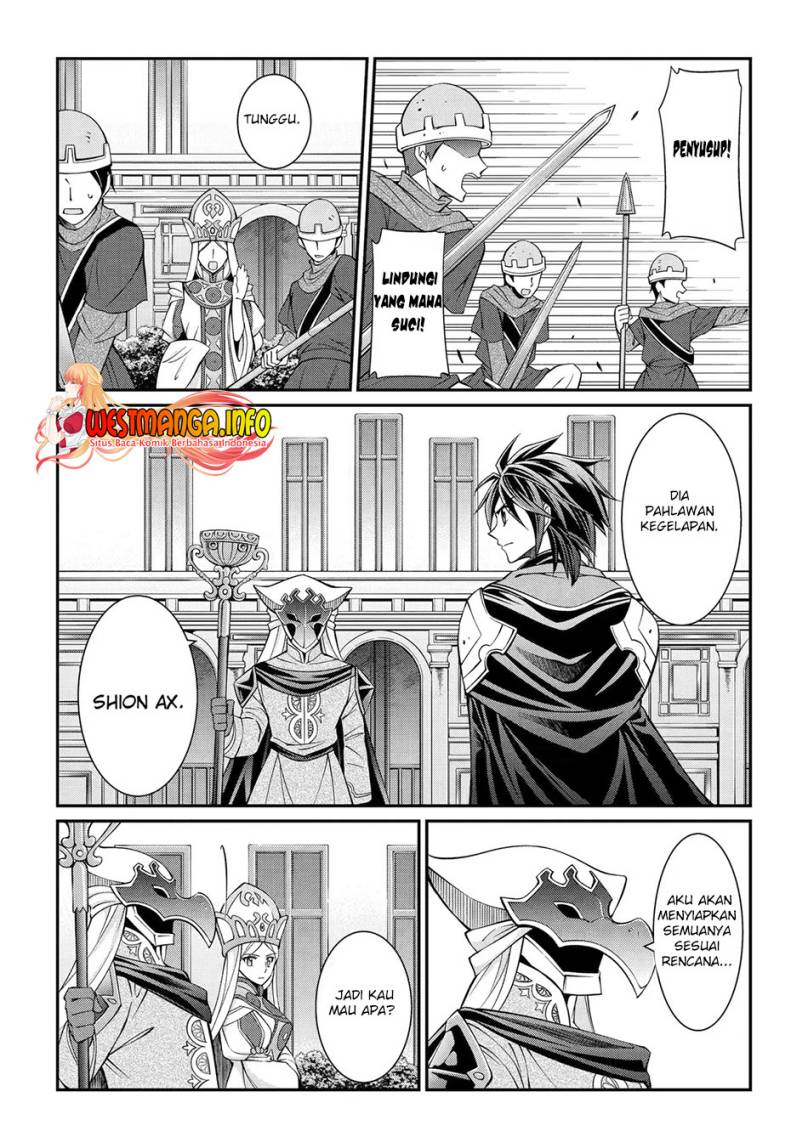 PENYUSUP!
LINDUNGI
YANG MAHA
SUCI!
TUNGGU.
WESTMANGA.INFO
Situs Baca Komik Berbahasa Indonesia
DIA
PAHLAWAN
KEGELAPAN.
SHION AX.
AKU AKAN
MENYIAPKAN
SEMUANYA
SESUAI
RENCANA...
JADI KAU
MAU APA?